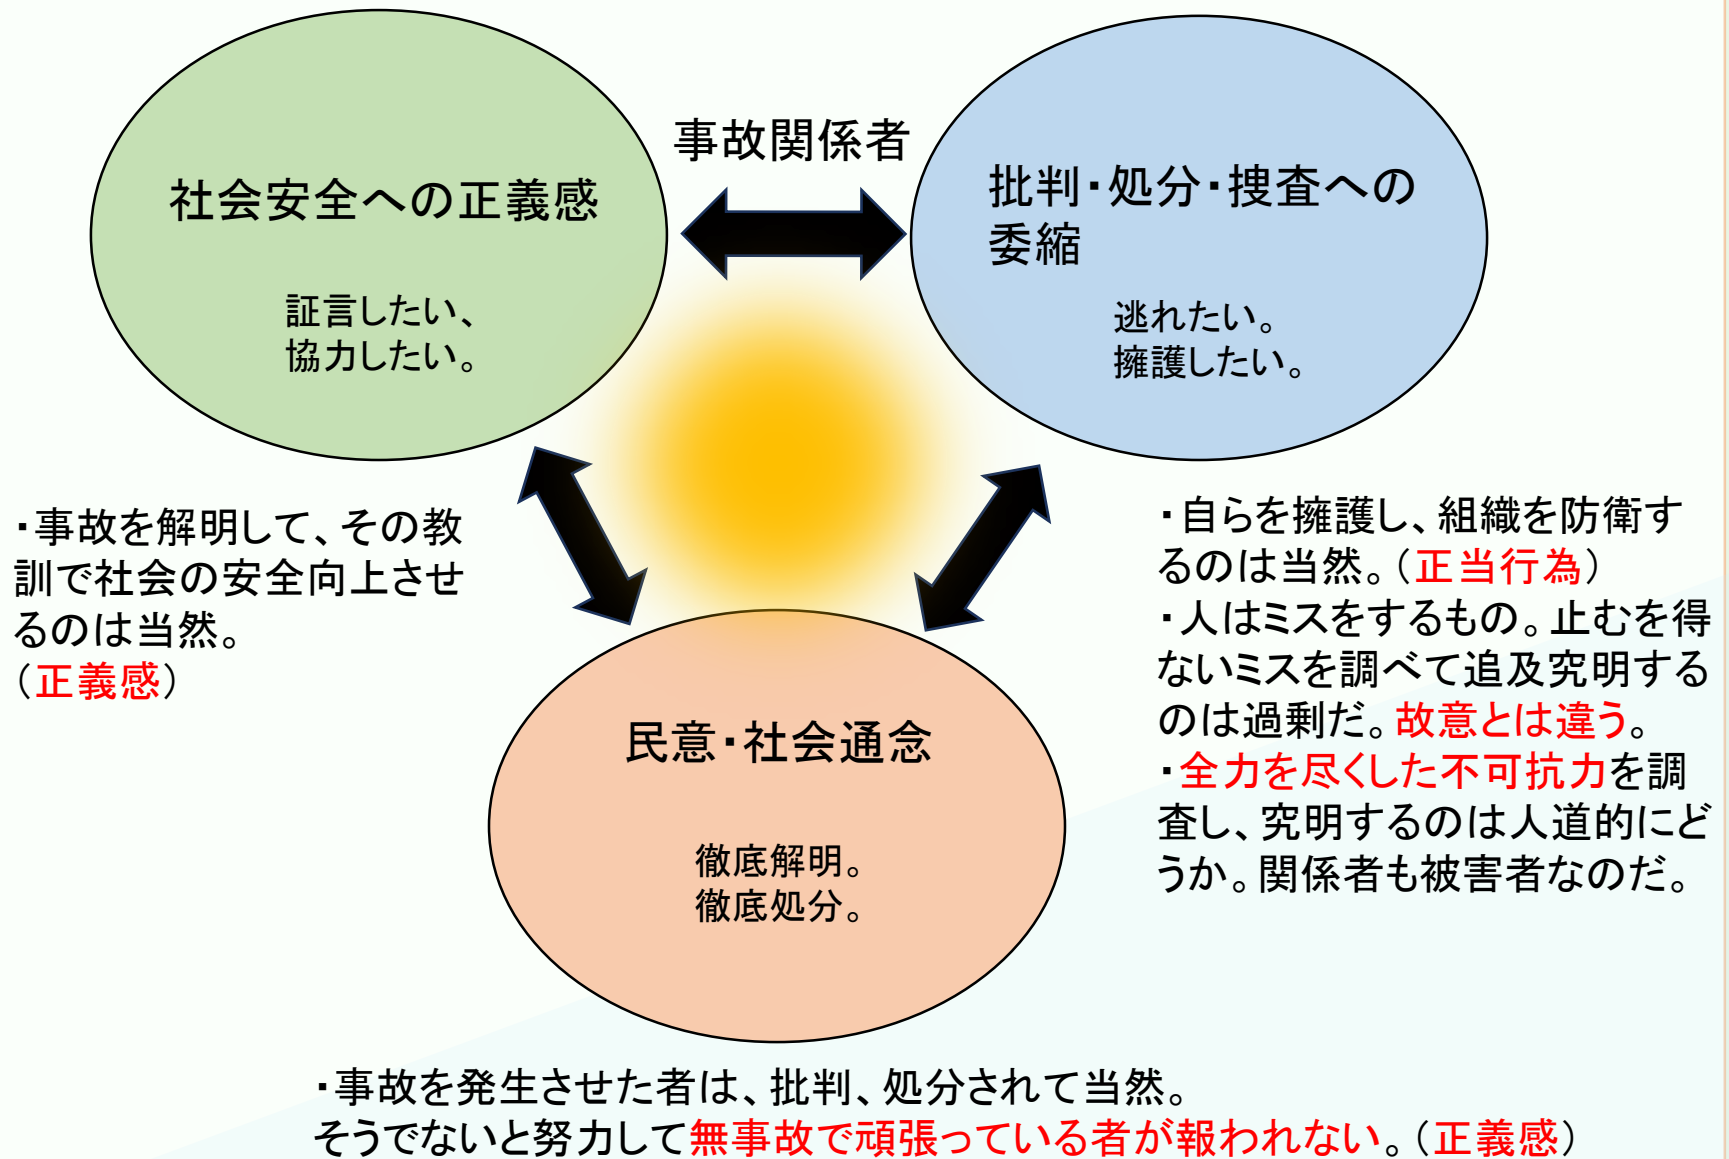 事故関係者
社会安全への正義感
証言したい、
協力したい。
批判・処分・捜査への
委縮
逃れたい。
擁護したい。
・事故を解明して、その教
訓で社会の安全向上させ
るのは当然。
（正義感）
・自らを擁護し、組織を防衛す
るのは当然。（正当行為）
・人はミスをするもの。止むを得
ないミスを調べて追及究明する
のは過剰だ。故意とは違う。
・全力を尽くした不可抗力を調
査し、究明するのは人道的にど
うか。関係者も被害者なのだ。
民意・社会通念
徹底解明。
徹底処分。
・事故を発生させた者は、批判、処分されて当然。
そうでないと努力して無事故で頑張っている者が報われない。（正義感）